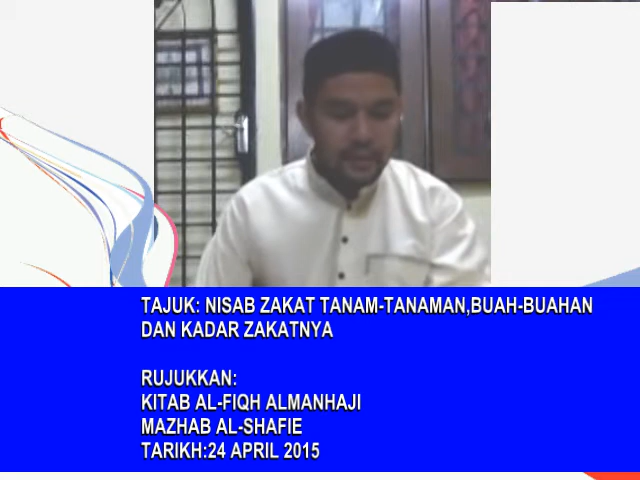 TAJUK: NISAB ZAKAT TANAM-TANAMAN,BUAH-BUAHAN
DAN KADAR ZAKATNYA
RUJUKKAN:
KITAB AL-FIQH ALMANHAJI
MAZHAB AL-SHAFIE
TARIKH:24 APRIL 2015